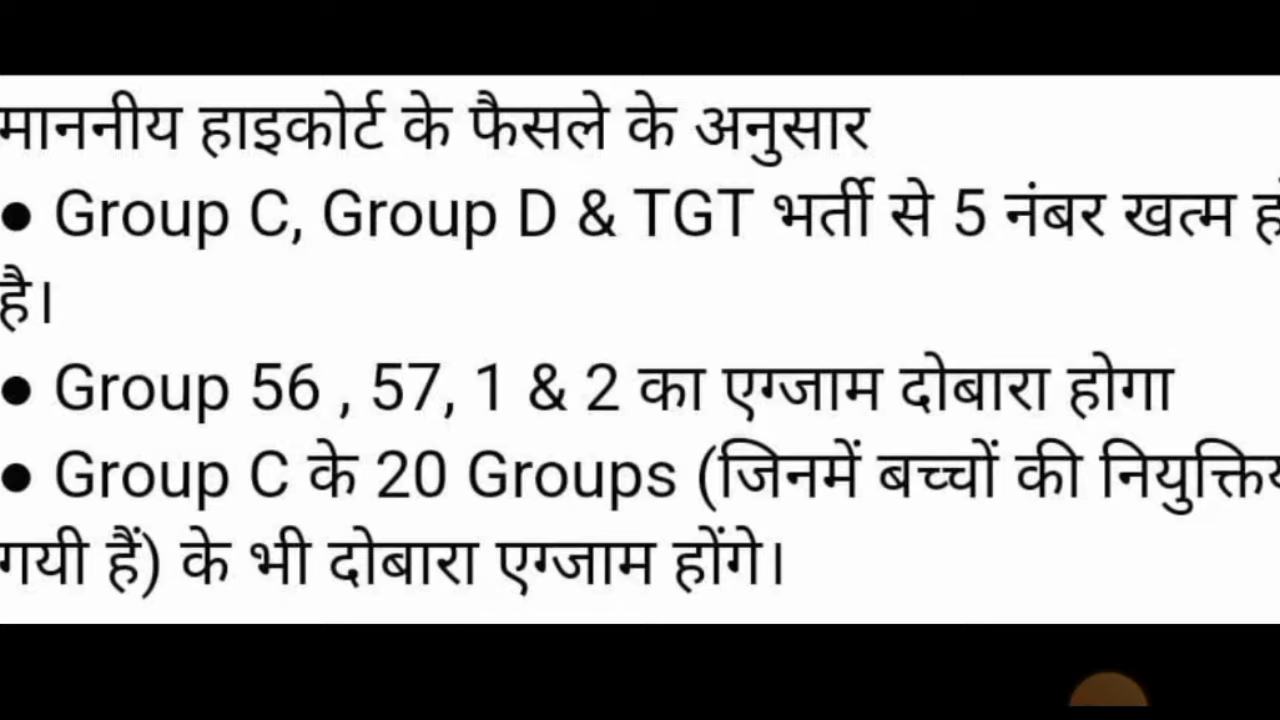 माननीय हाइकोर्ट के फैसले के अनुसार
● Group C, Group D & TGT भर्ती से 5 नंबर खत्म
है।
● Group 56 , 57, 1 & 2 का एग्जाम दोबारा होगा
● Group C के 20 Groups (जिनमें बच्चों की
गयी हैं) के भी दोबारा एग्जाम होंगे।